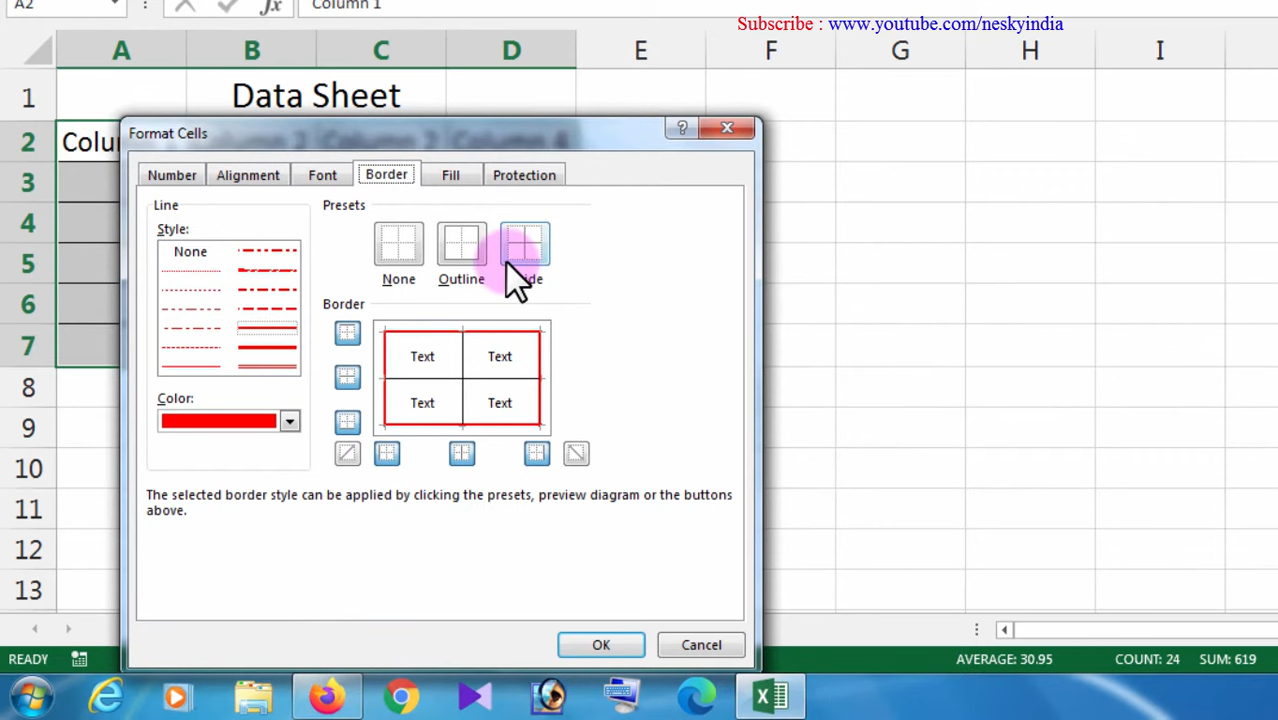 A2
Column 1
Subscribe : www.youtube.com/neskyindia
A B C D E F G H I
1 Data Sheet
Format Cells
2
Number Alignment Font Border Fill Protection
3
Line Presets
4 Style:
None
5
None Outline
6 Border
7
Text Text
8
Color: Text Text
9
10
The selected border style can be applied by clicking the presets, preview diagram or the buttons
above.
11
12
13
OK Cancel
READY AVERAGE: 30.95 COUNT: 24 SUM: 619